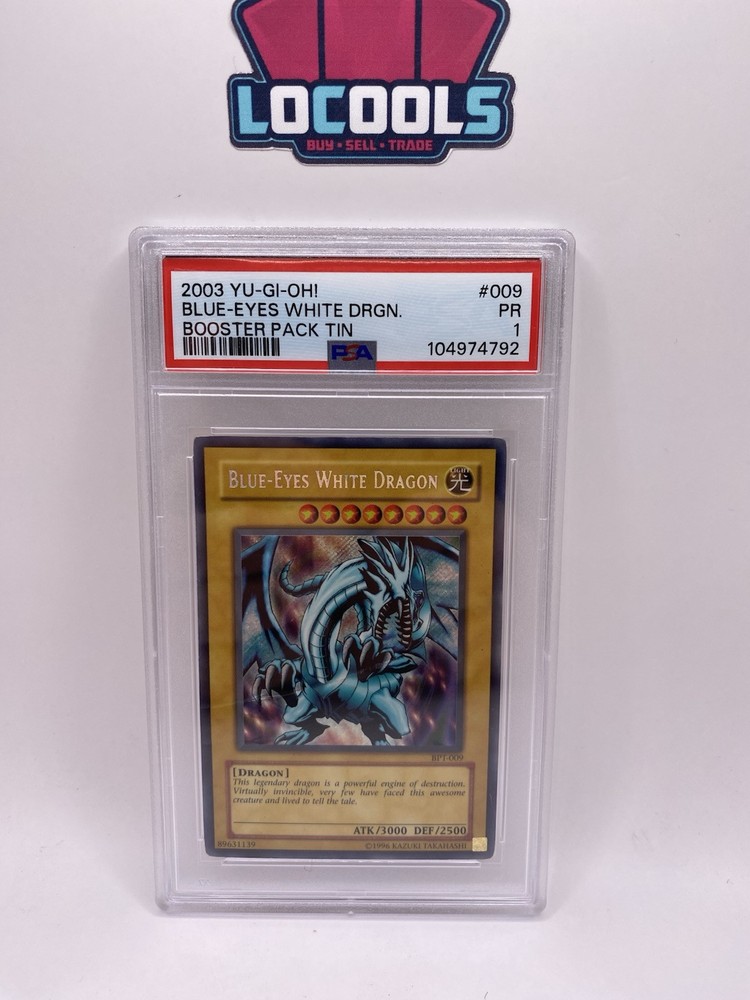 LOCOOLS
BUY • SELL • TRADE
2003 YU-GI-OH! #009
BLUE-EYES WHITE DRGN. PR
BOOSTER PACK TIN 1
PSA 104974792
BLUE-EYES WHITE DRAGON
LIGHT
光
BPT-009
[DRAGON]
This legendary dragon is a powerful engine of destruction.
Virtually invincible, very few have faced this awesome
creature and lived to tell the tale.
ATK/3000 DEF/2500
89631139 ©1996 KAZUKI TAKAHASHI